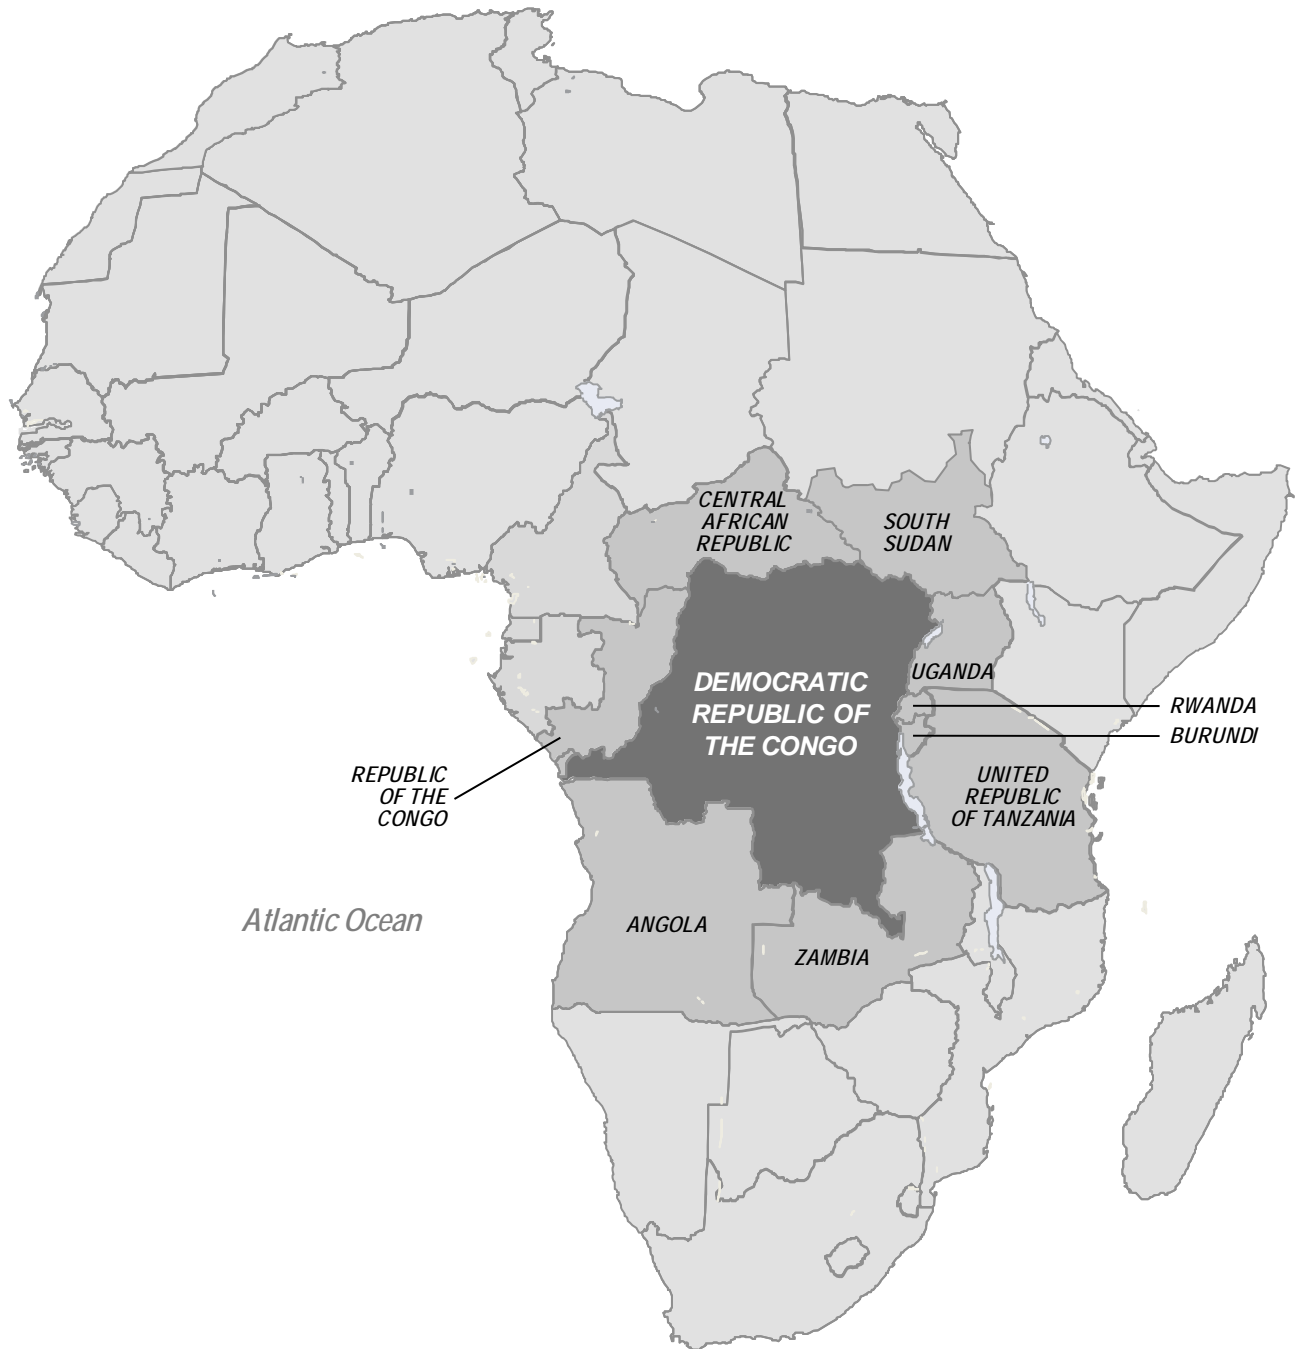 CENTRAL
AFRICAN
REPUBLIC
SOUTH
SUDAN
DEMOCRATIC
REPUBLIC OF
THE CONGO
UGANDA
RWANDA
BURUNDI
REPUBLIC
OF THE
CONGO
UNITED
REPUBLIC
OF TANZANIA
Atlantic Ocean
ANGOLA
ZAMBIA